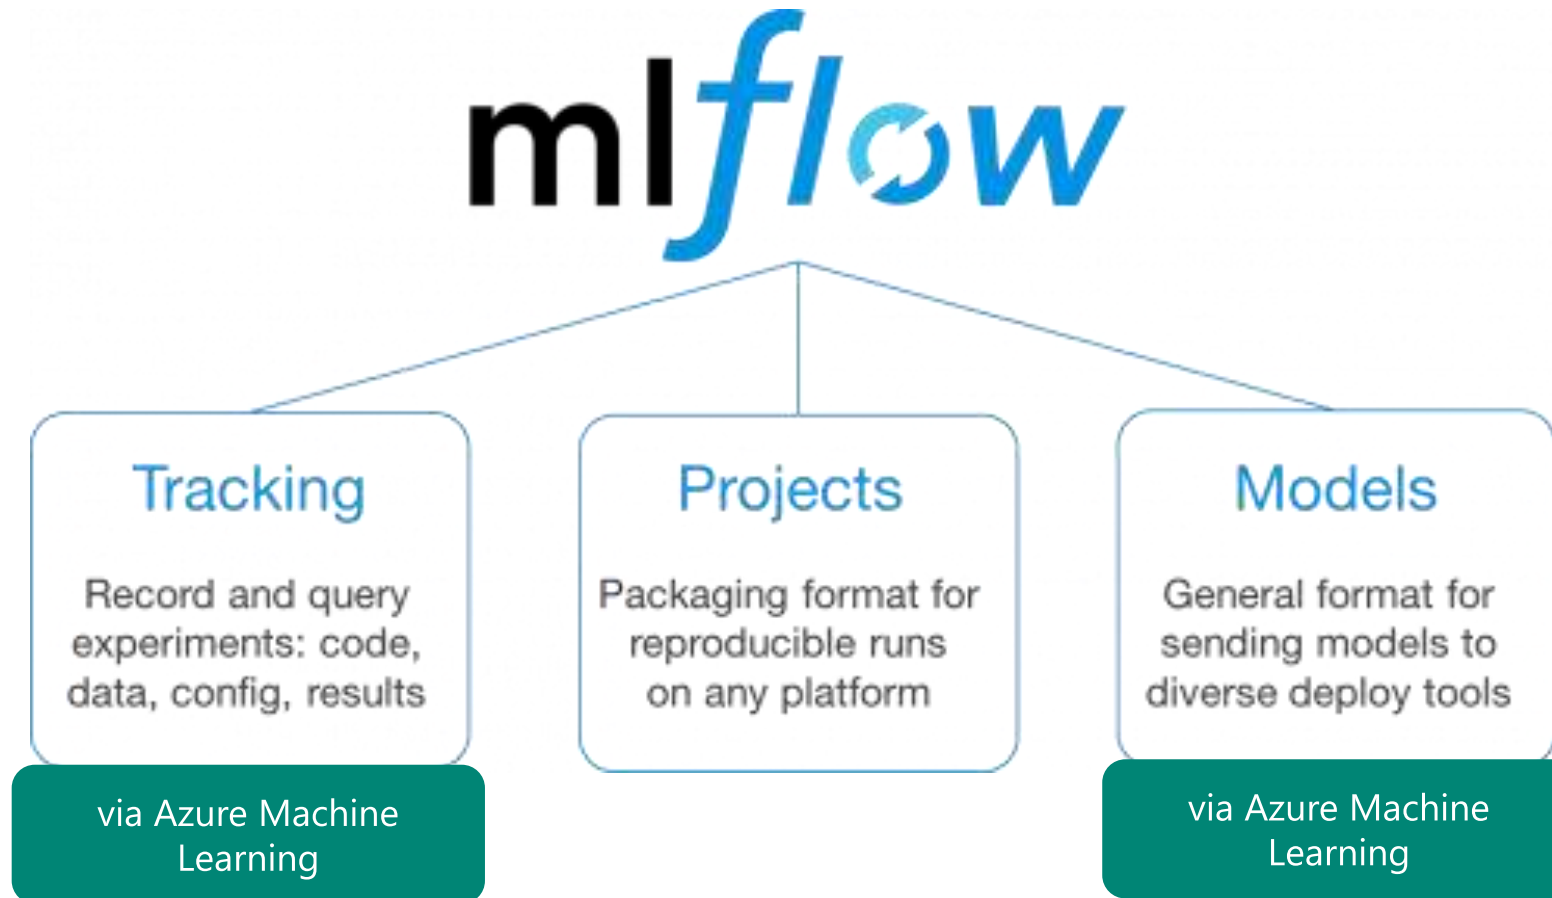 mlflow
Tracking
Record and query
experiments: code,
data, config, results
via Azure Machine
Learning
Projects
Packaging format for
reproducible runs
on any platform
Models
General format for
sending models to
diverse deploy tools
via Azure Machine
Learning